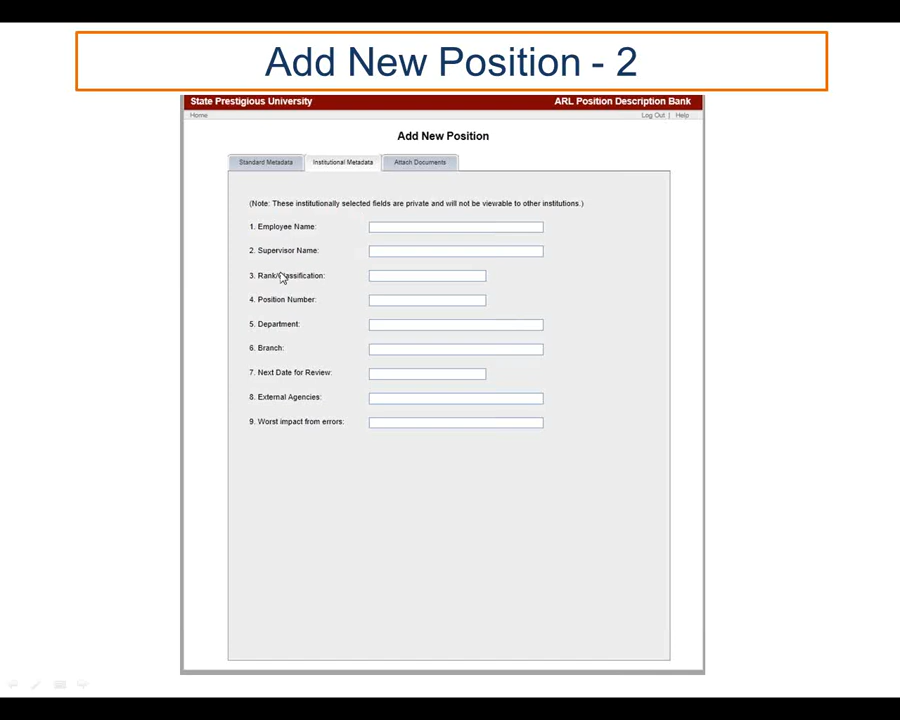 Add New Position - 2
State Prestigious University ARL Position Description Bank
Home Log Out | Help
Add New Position
Standard Metadata Institutional Metadata Attach Documents
(Note: These institutionally selected fields are private and will not be viewable to other institutions.)
1. Employee Name:
2. Supervisor Name:
3. Rank/Classification:
4. Position Number:
5. Department:
6. Branch:
7. Next Date for Review:
8. External Agencies:
9. Worst impact from errors: